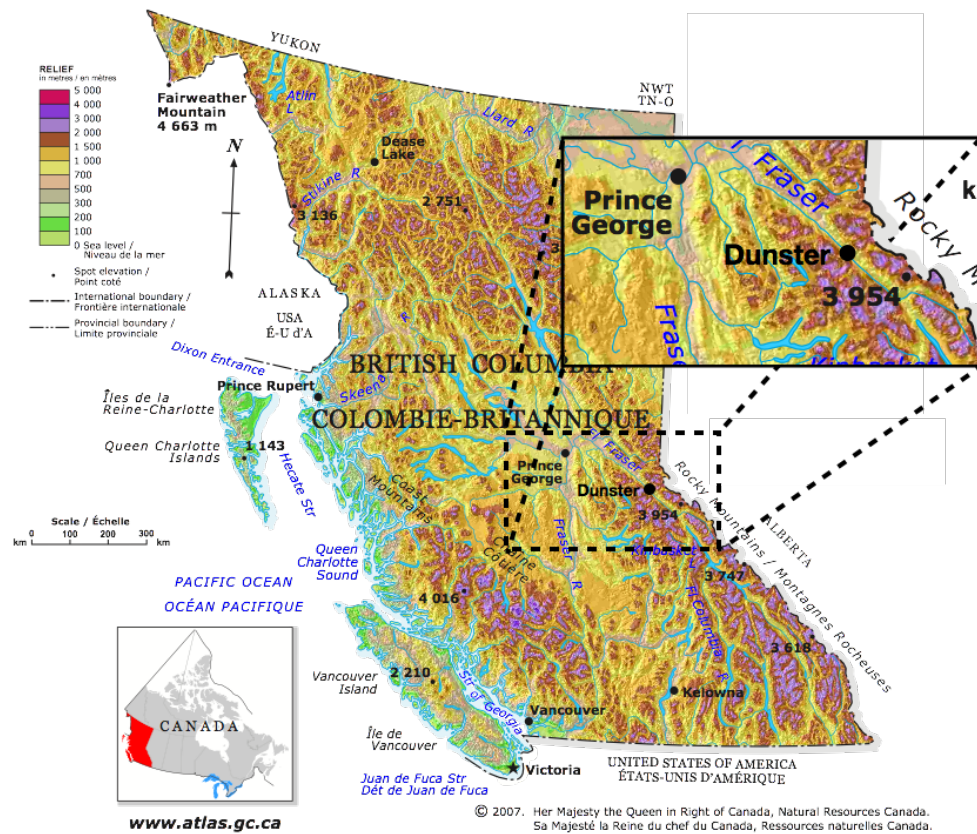 YUKON
NWT
TN-O
RELIEF
in metres / en mètres
5 000
4 000
3 000
2 000
1 500
1 000
700
500
300
200
100
0 Sea level /
Niveau de la mer
Spot elevation /
Point coté
International boundary /
Frontière internationale
Provincial boundary /
Limite provinciale
Fairweather
Mountain
4 663 m
Atlin
L
Liard R
Dease
Lake
N
Stikine R
3 136
2 751
3
Prince
George
Fraser
Dunster
3 954
Fraser
Kinbasket
Rocky M
k
ALASKA
USA
É-U d'A
R
Dixon Entrance
BRITISH COLUMBIA
Prince Rupert
Skeena
COLOMBIE-BRITANNIQUE
Îles de la
Reine-Charlotte
Queen Charlotte
Islands
1 143
Hecate Str
Coast
Mountains
Chaîne
Côtière
Prince
George
Fl Fraser
Dunster
3 954
Fraser
R
Kinbasket
L
Rocky Mountains / Montagnes Rocheuses
ALBERTA
3 747
Fl Columbia
R
3 618
Scale / Échelle
km 0 100 200 300 km
Queen
Charlotte
Sound
PACIFIC OCEAN
OCÉAN PACIFIQUE
4 016
2 210
Vancouver
Island
Str of Georgia
Kelowna
Vancouver
Île de
Vancouver
Victoria
Juan de Fuca Str
Dét de Juan de Fuca
UNITED STATES OF AMERICA
ÉTATS-UNIS D'AMÉRIQUE
CANADA
www.atlas.gc.ca
© 2007. Her Majesty the Queen in Right of Canada, Natural Resources Canada.
Sa Majesté la Reine du chef du Canada, Ressources naturelles Canada.